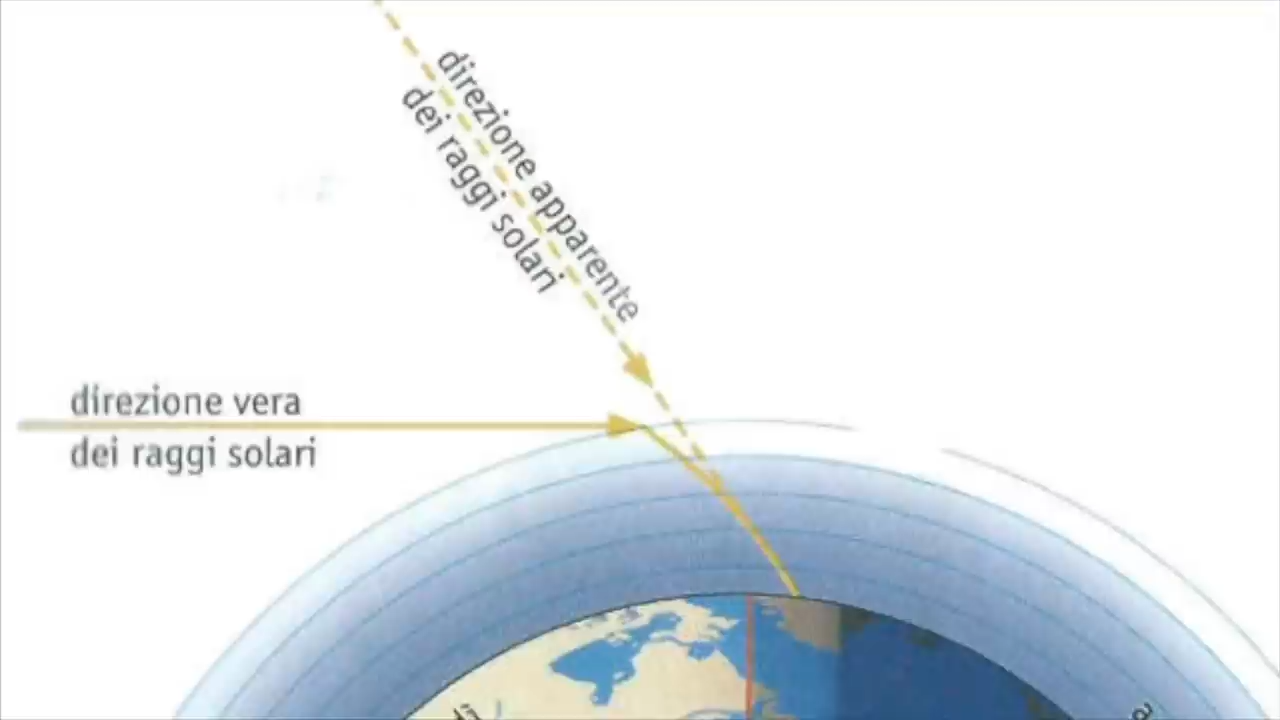 direzione apparente
dei raggi solari
direzione vera
dei raggi solari